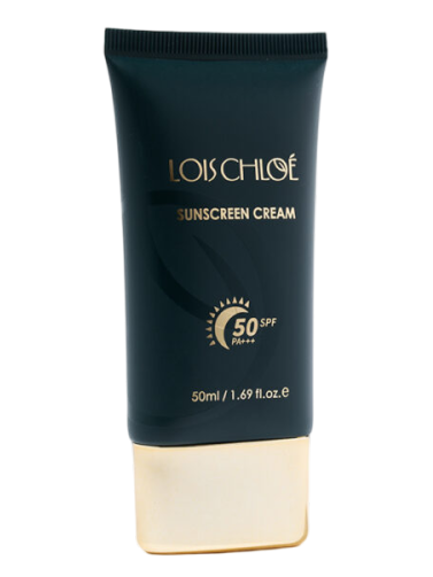 LOIS CHLOÉ
SUNSCREEN CREAM
50 SPF
PA+++
50ml / 1.69 fl.oz.e